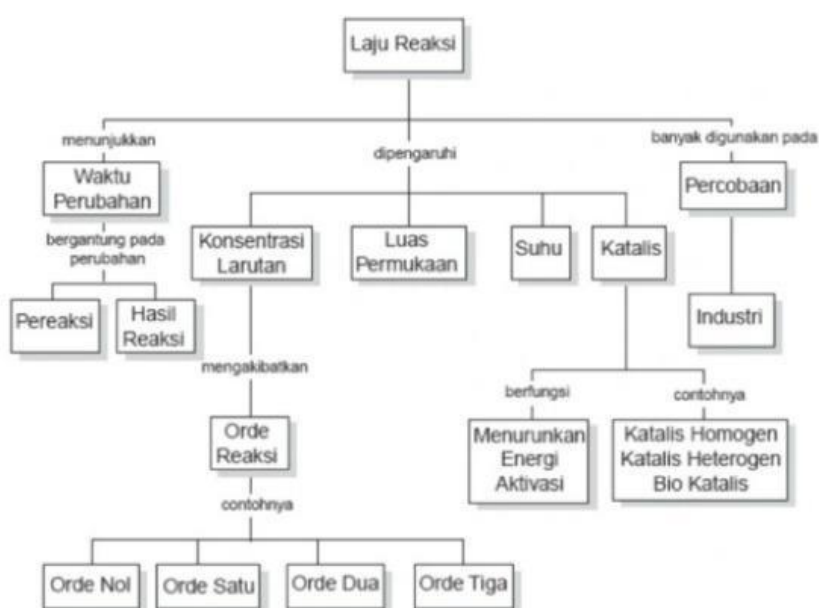 Laju Reaksi
menunjukkan
dipengaruhi
banyak digunakan pada
Waktu
Perubahan
Percobaan
bergantung pada
perubahan
Konsentrasi
Larutan
Luas
Permukaan
Suhu
Katalis
Pereaksi
Hasil
Reaksi
Industri
mengakibatkan
berfungsi
contohnya
Orde
Reaksi
Menurunkan
Energi
Aktivasi
Katalis Homogen
Katalis Heterogen
Bio Katalis
contohnya
Orde Nol
Orde Satu
Orde Dua
Orde Tiga